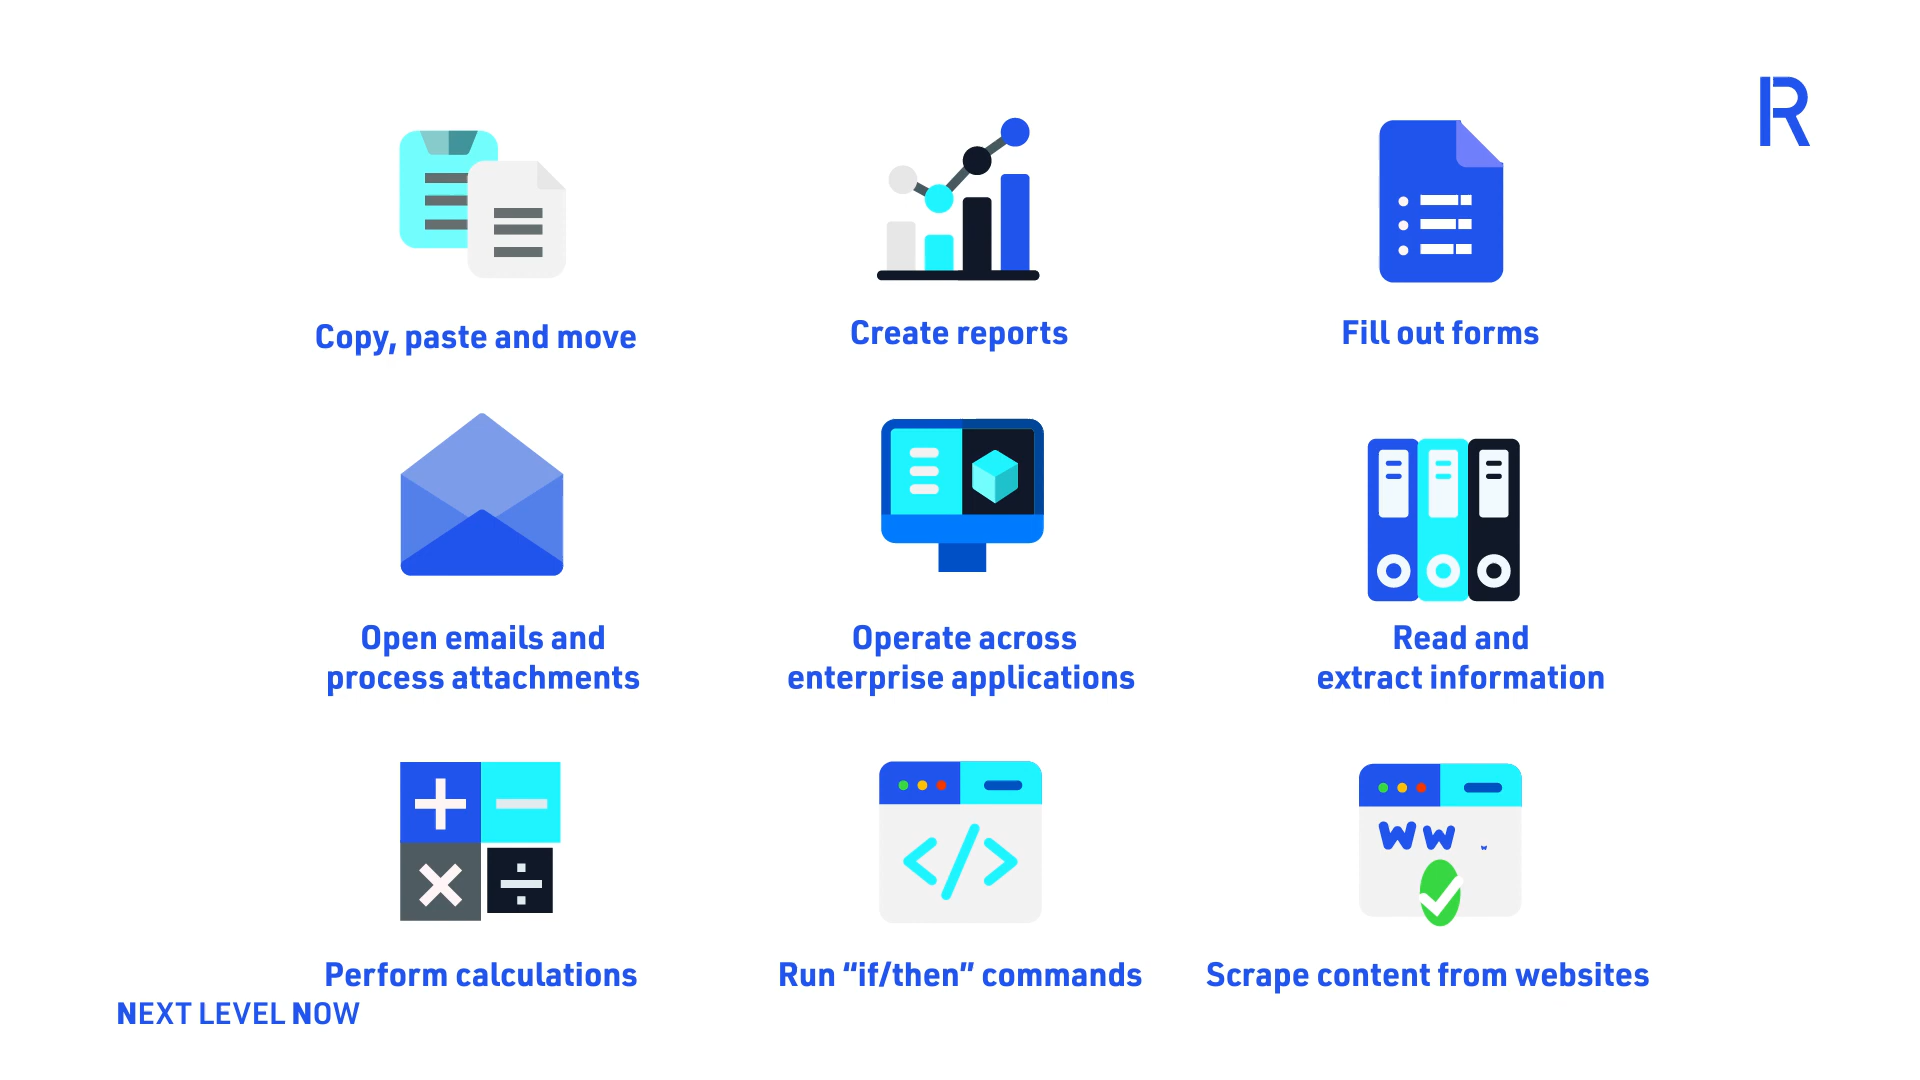 R
Copy, paste and move
Create reports
Fill out forms
Open emails and
process attachments
Operate across
enterprise applications
Read and
extract information
Perform calculations
Run “if/then” commands
Ww w
Scrape content from websites
NEXT LEVEL NOW